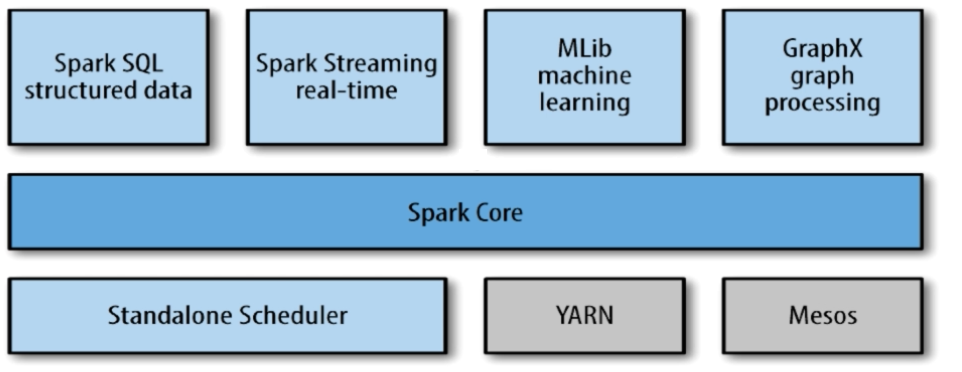 Spark SQL
structured data
Spark Streaming
real-time
MLib
machine
learning
GraphX
graph
processing
Spark Core
Standalone Scheduler
YARN
Mesos